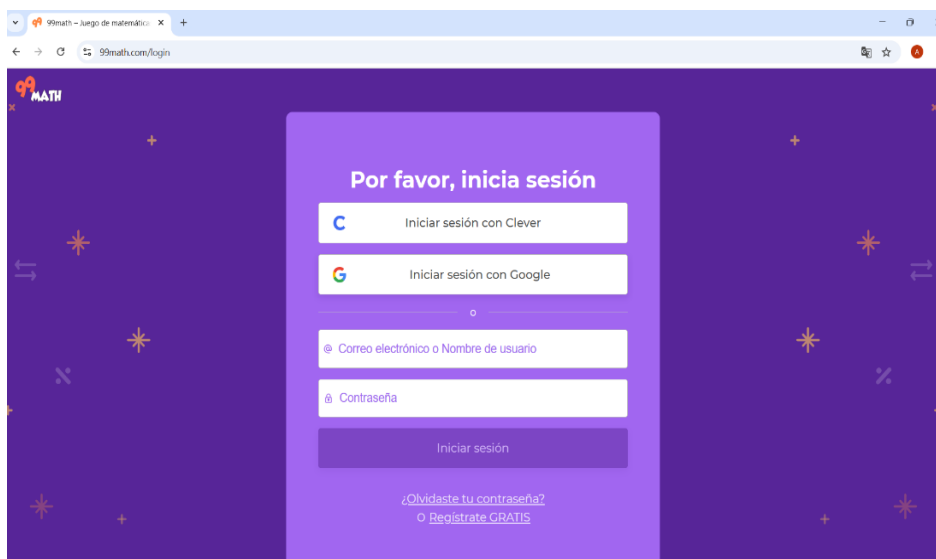 99math – Juego de matemática
99math.com/login
A
99
MATH
Por favor, inicia sesión
C Iniciar sesión con Clever
G Iniciar sesión con Google
o
@ Correo electrónico o Nombre de usuario
Contraseña
Iniciar sesión
¿Olvidaste tu contraseña?
O Regístrate GRATIS